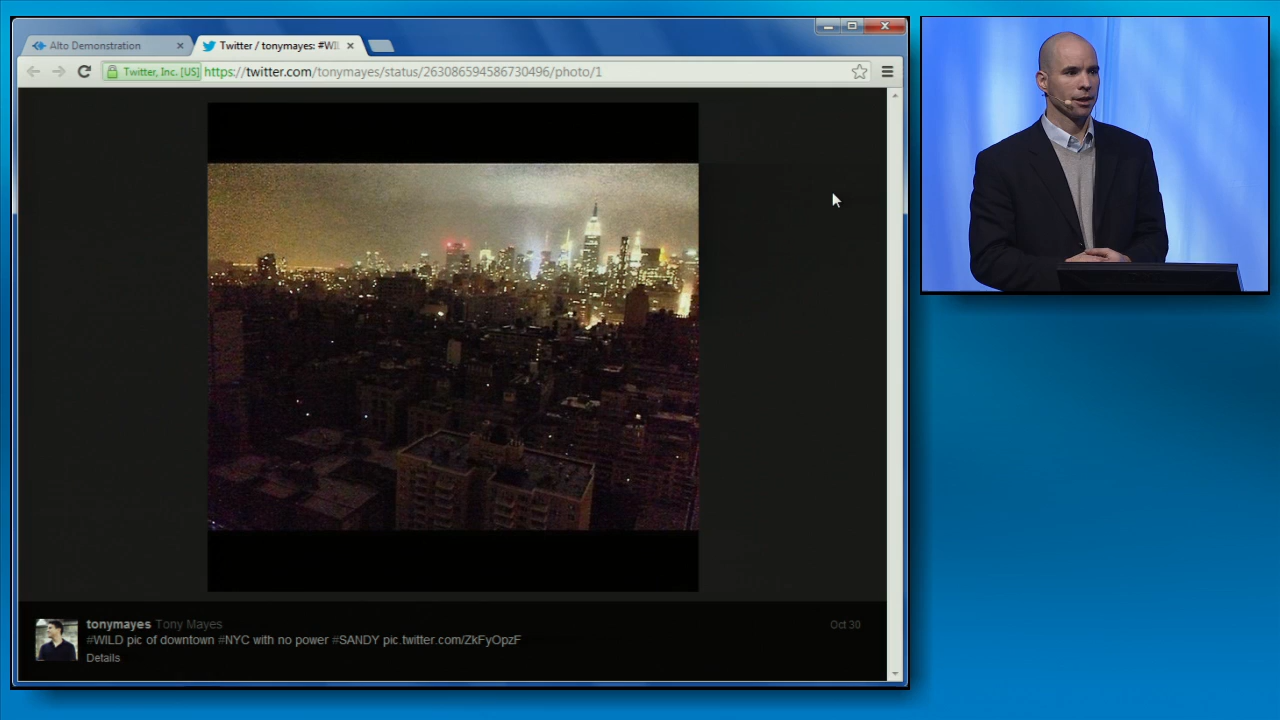 Alto Demonstration
Twitter / tonymayes: #WIL
Twitter, Inc. [US] https://twitter.com/tonymayes/status/263086594586730496/photo/1
tonymayes Tony Mayes
Oct 30
#WILD pic of downtown #NYC with no power #SANDY pic.twitter.com/ZkFyOpzF
Details